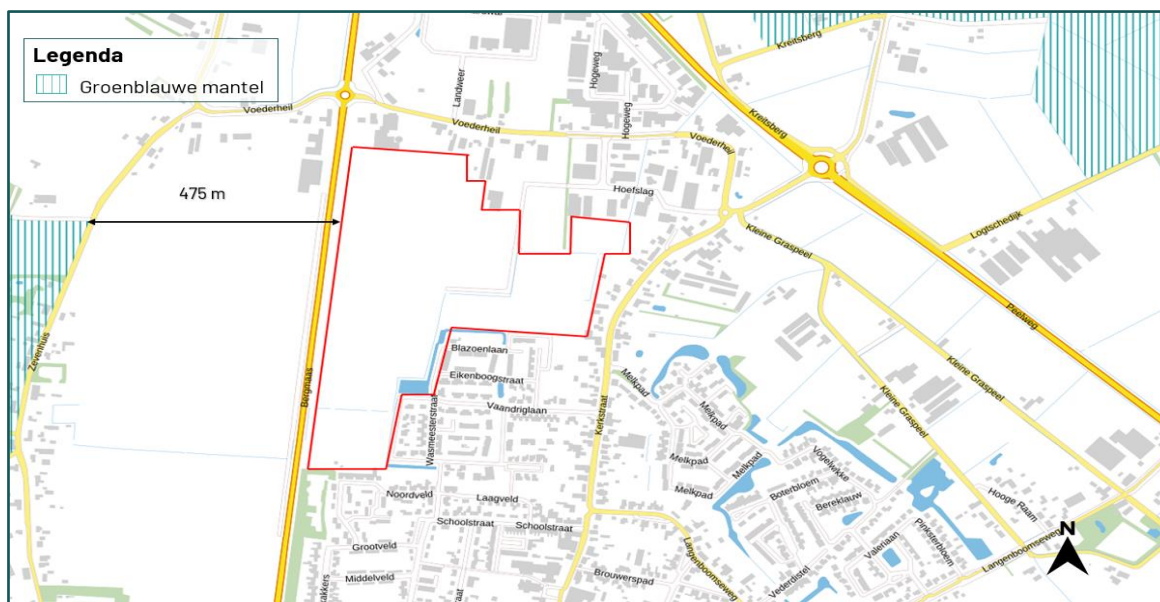 Legenda
Groenblauwe mantel
Voederheil
Landweer
Hogeweg
Hogeweg
Voederheil
Voederheil
Kreitsberg
Kreitsberg
475 m
Hoefslag
Logtschedijk
Kleine Graspeel
Peelweg
Zevenhuis
Bergmaas
Blazoenlaan
Eikenboogstraat
Vaandriglaan
Wasmeesterstraat
Kerkstraat
Melkpad
Melkpad
Melkpad
Melkpad
Melkpad
Kleine Graspeel
Kleine Graspeel
Vogelwikke
Boterbloem
Bereklauw
Noordveld
Laagveld
Schoolstraat
Schoolstraat
Grootveld
Middelveld
Brouwerspad
Langenboomseweg
Vederdistel
Valeriaan
Pinksterbloem
Hooge Raam
Langenboomseweg
N